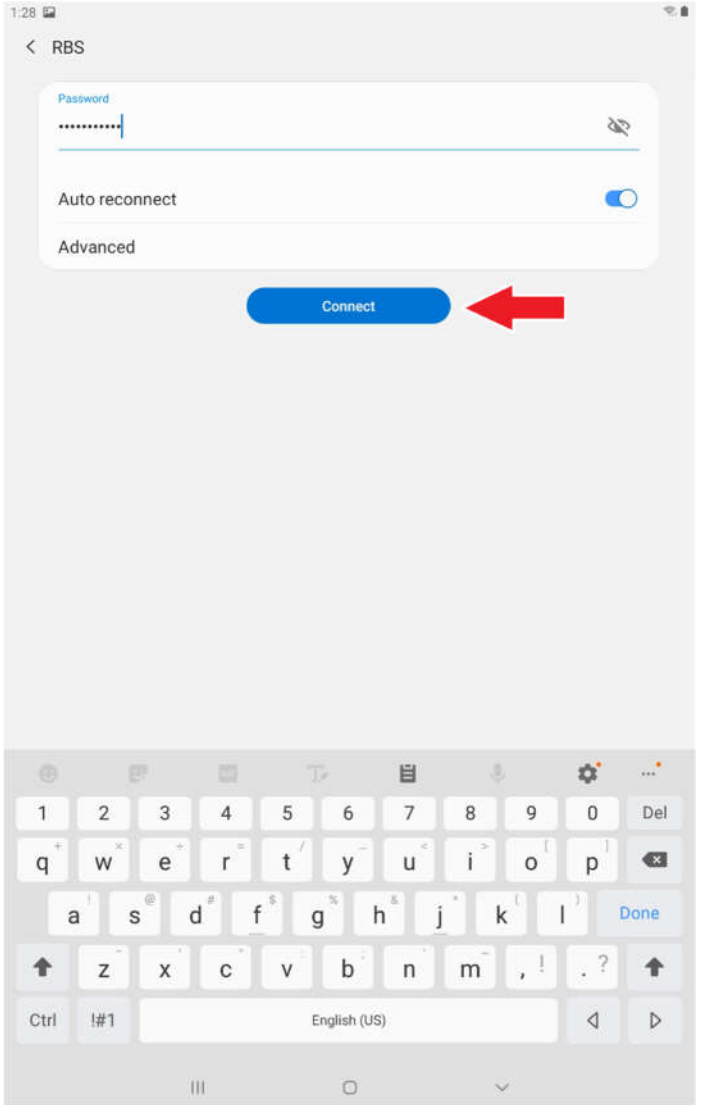 1:28
RBS
Password
•••••••••••
Auto reconnect
Advanced
Connect
1 2 3 4 5 6 7 8 9 0 Del
q + w × e ÷ r = t / y _ u < i > o [ p ]
a ! s @ d # f $ g % h & j * k ( l ) Done
z - x ' c " v : b ; n , m ~ , ! . ?
Ctrl !#1 English (US)